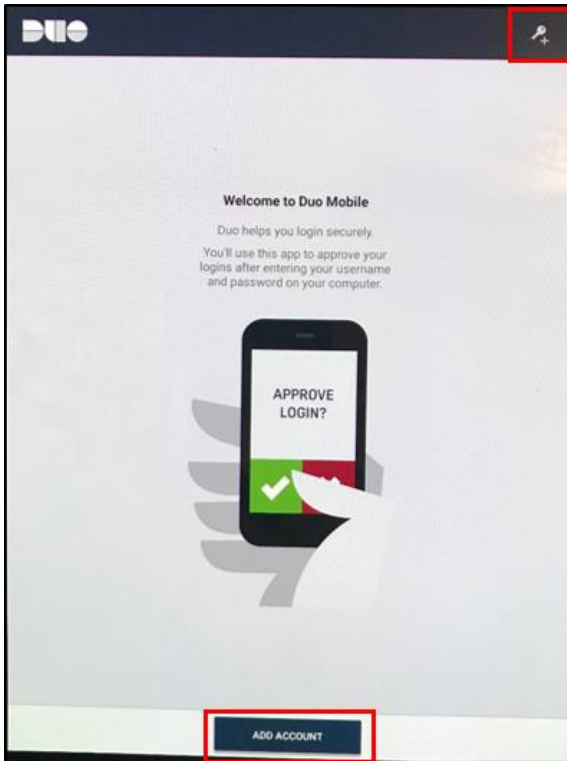 DUO
Welcome to Duo Mobile
Duo helps you login securely.
You'll use this app to approve your
logins after entering your username
and password on your computer.
APPROVE
LOGIN?
ADD ACCOUNT